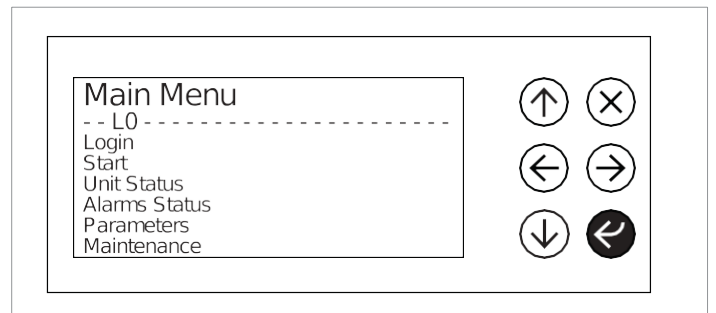 Main Menu
-- L0 ----------------------
Login
Start
Unit Status
Alarms Status
Parameters
Maintenance